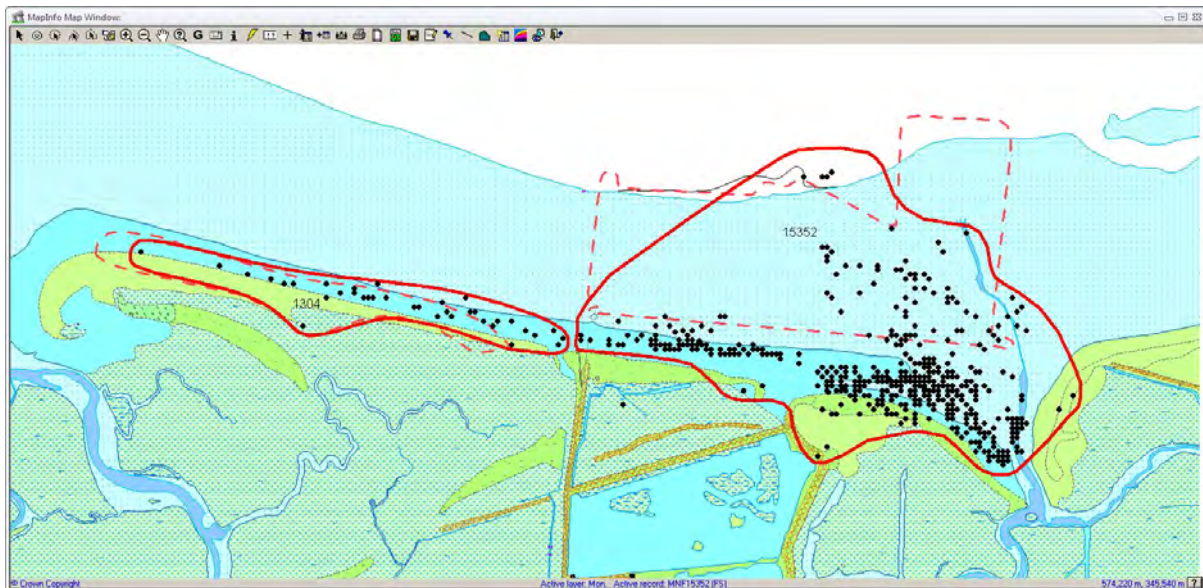 MapInfo Map Window:
15352
1304
© Crown Copyright
Active layer: Mon, Active record: MNF15352 [FS]
574,220 m, 345,540 m